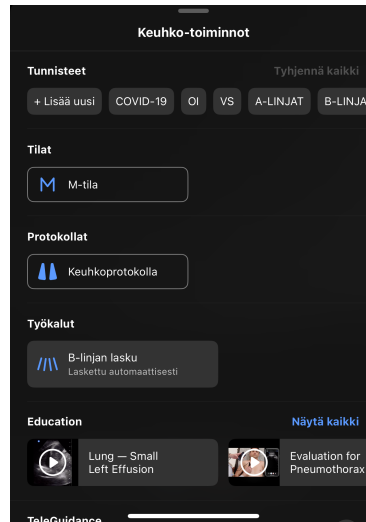 Keuhko-toiminnot
Tunnisteet
Tyhjennä kaikki
+ Lisää uusi
COVID-19
OI
VS
A-LINJAT
B-LINJA
Tilat
M-tila
Protokollat
Keuhkoprotokolla
Työkalut
B-linjan lasku
Laskettu automaattisesti
Education
Näytä kaikki
Lung — Small
Left Effusion
Evaluation for
Pneumothorax
TeleGuidance